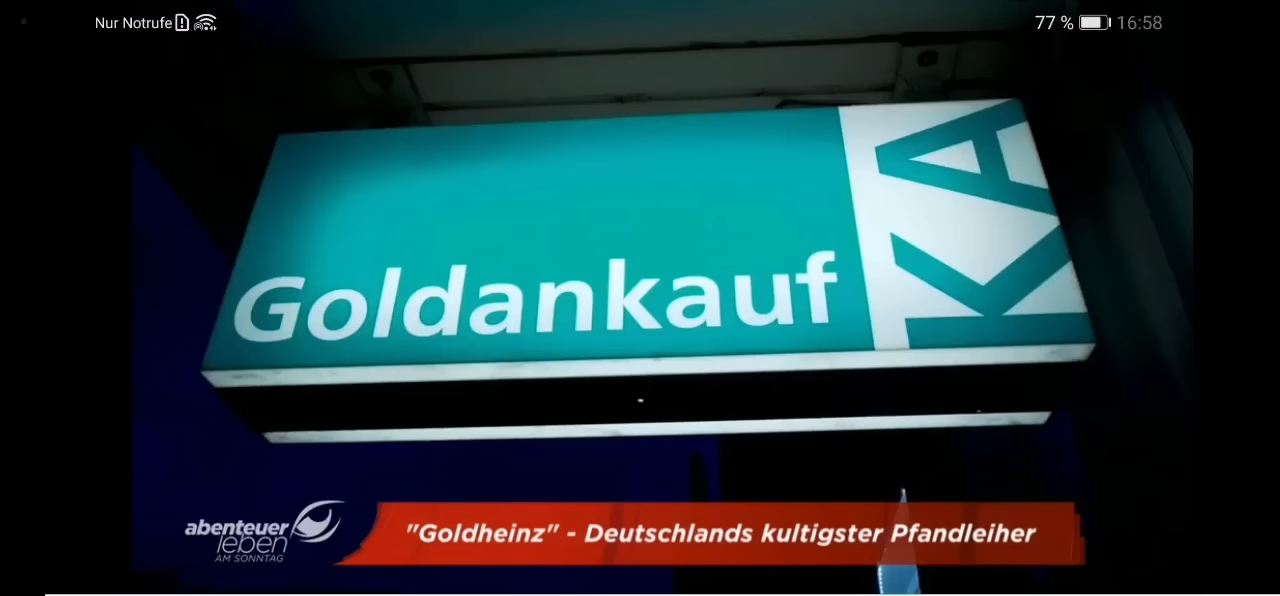 Nur Notrufe
77 %
16:58
Goldankauf
KA
abenteuer
leben
AM SONNTAG
"Goldheinz" - Deutschlands kultigster Pfandleiher